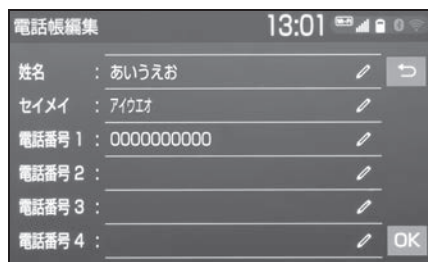 電話帳編集 13:01
姓名 : あいうえお
セイメイ : アイウエオ
電話番号1 : 0000000000
電話番号2 :
電話番号3 :
電話番号4 : OK